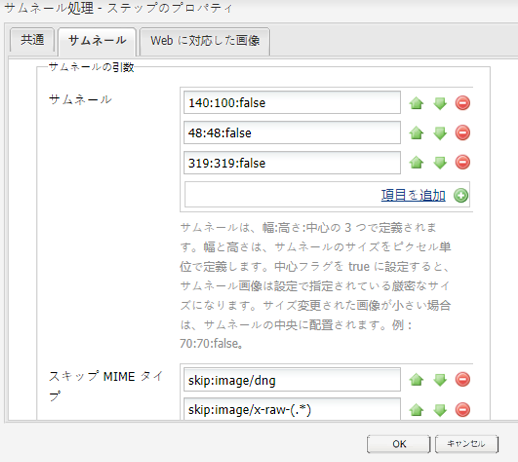 サムネール処理 - ステップのプロパティ
共通 サムネール Web に対応した画像
サムネールの引数
サムネール
140:100:false
48:48:false
319:319:false
項目を追加
サムネールは、幅:高さ:中心の 3 つで定義されま
す。幅と高さは、サムネールのサイズをピクセル単
位で定義します。中心フラグを true に設定すると、
サムネール画像は設定で指定されている厳密なサイ
ズになります。サイズ変更された画像が小さい場合
は、サムネールの中央に配置されます。例：
70:70:false。
スキップ MIME タイ
プ
skip:image/dng
skip:image/x-raw-(.*)
OK キャンセル